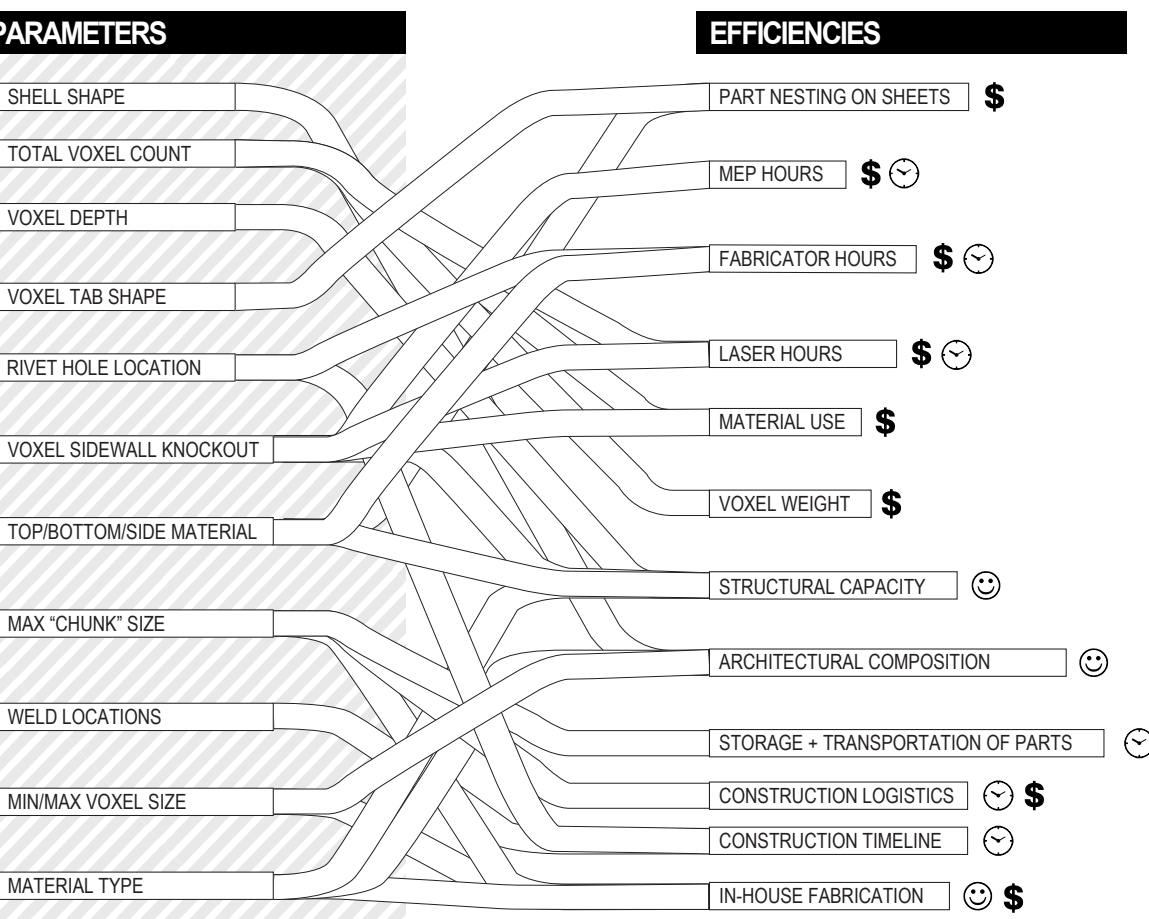 PARAMETERS
SHELL SHAPE
TOTAL VOXEL COUNT
VOXEL DEPTH
VOXEL TAB SHAPE
RIVET HOLE LOCATION
VOXEL SIDEWALL KNOCKOUT
TOP/BOTTOM/SIDE MATERIAL
MAX “CHUNK” SIZE
WELD LOCATIONS
MIN/MAX VOXEL SIZE
MATERIAL TYPE
EFFICIENCIES
PART NESTING ON SHEETS $
MEP HOURS $
FABRICATOR HOURS $
LASER HOURS $
MATERIAL USE $
VOXEL WEIGHT $
STRUCTURAL CAPACITY
ARCHITECTURAL COMPOSITION
STORAGE + TRANSPORTATION OF PARTS
CONSTRUCTION LOGISTICS $
CONSTRUCTION TIMELINE
IN-HOUSE FABRICATION $